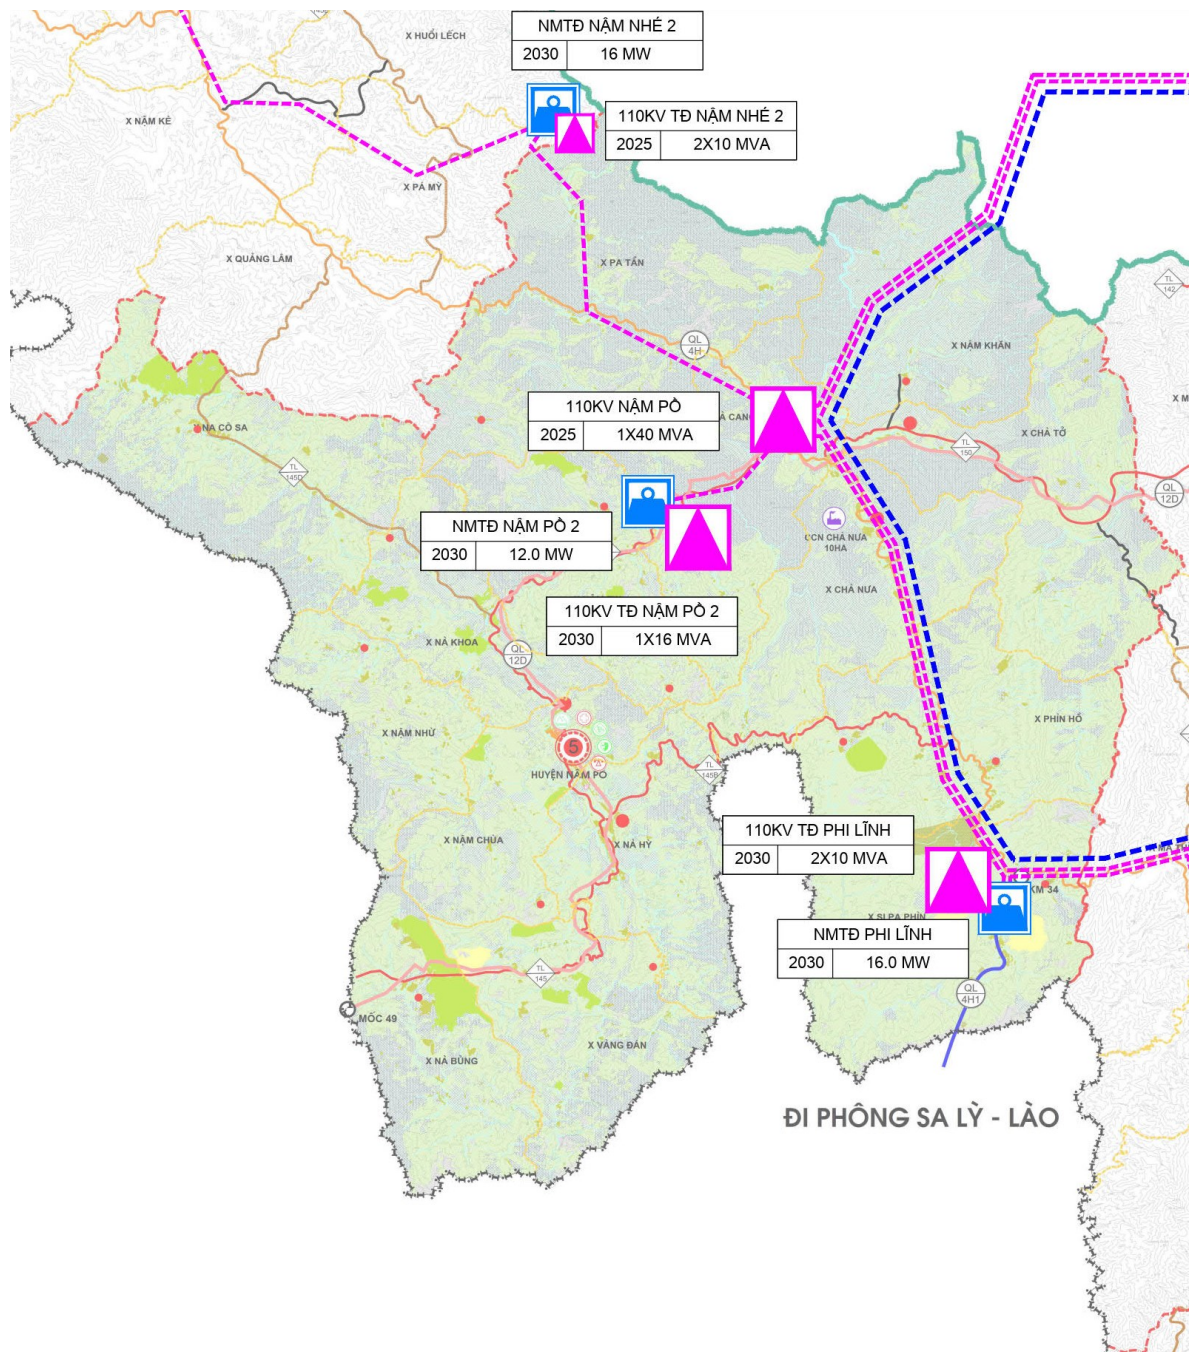 NMTĐ NẬM NHÉ 2
2030 16 MW
X HUỔI LẾCH
110KV TĐ NẬM NHÉ 2
2025 2X10 MVA
X NẬM KẺ
X PÁ MỲ
X QUẢNG LÂM
X PA TẦN
TL
142
QL
4H
X NẬM KHĂN
110KV NẬM PỒ
2025 1X40 MVA
X NA CÔ SA
X CHÀ TỞ
TL
150
TL
145D
QL
12D
NMTĐ NẬM PỒ 2
2030 12.0 MW
CCN CHÀ NƯA
10HA
X CHÀ NƯA
110KV TĐ NẬM PỒ 2
2030 1X16 MVA
X NÀ KHOA
QL
12D
X NẬM NHỪ
X PHÌN HỒ
5
HUYỆN NẬM PỒ
TL
145B
110KV TĐ PHI LĨNH
2030 2X10 MVA
X NẬM CHÚA
X NÀ HỲ
KM 34
X SI PA PHÌN
NMTĐ PHI LĨNH
2030 16.0 MW
TL
145
QL
4H1
MỐC 49
X NÀ BỦNG
X VÀNG ĐÁN
ĐI PHÔNG SA LỲ - LÀO